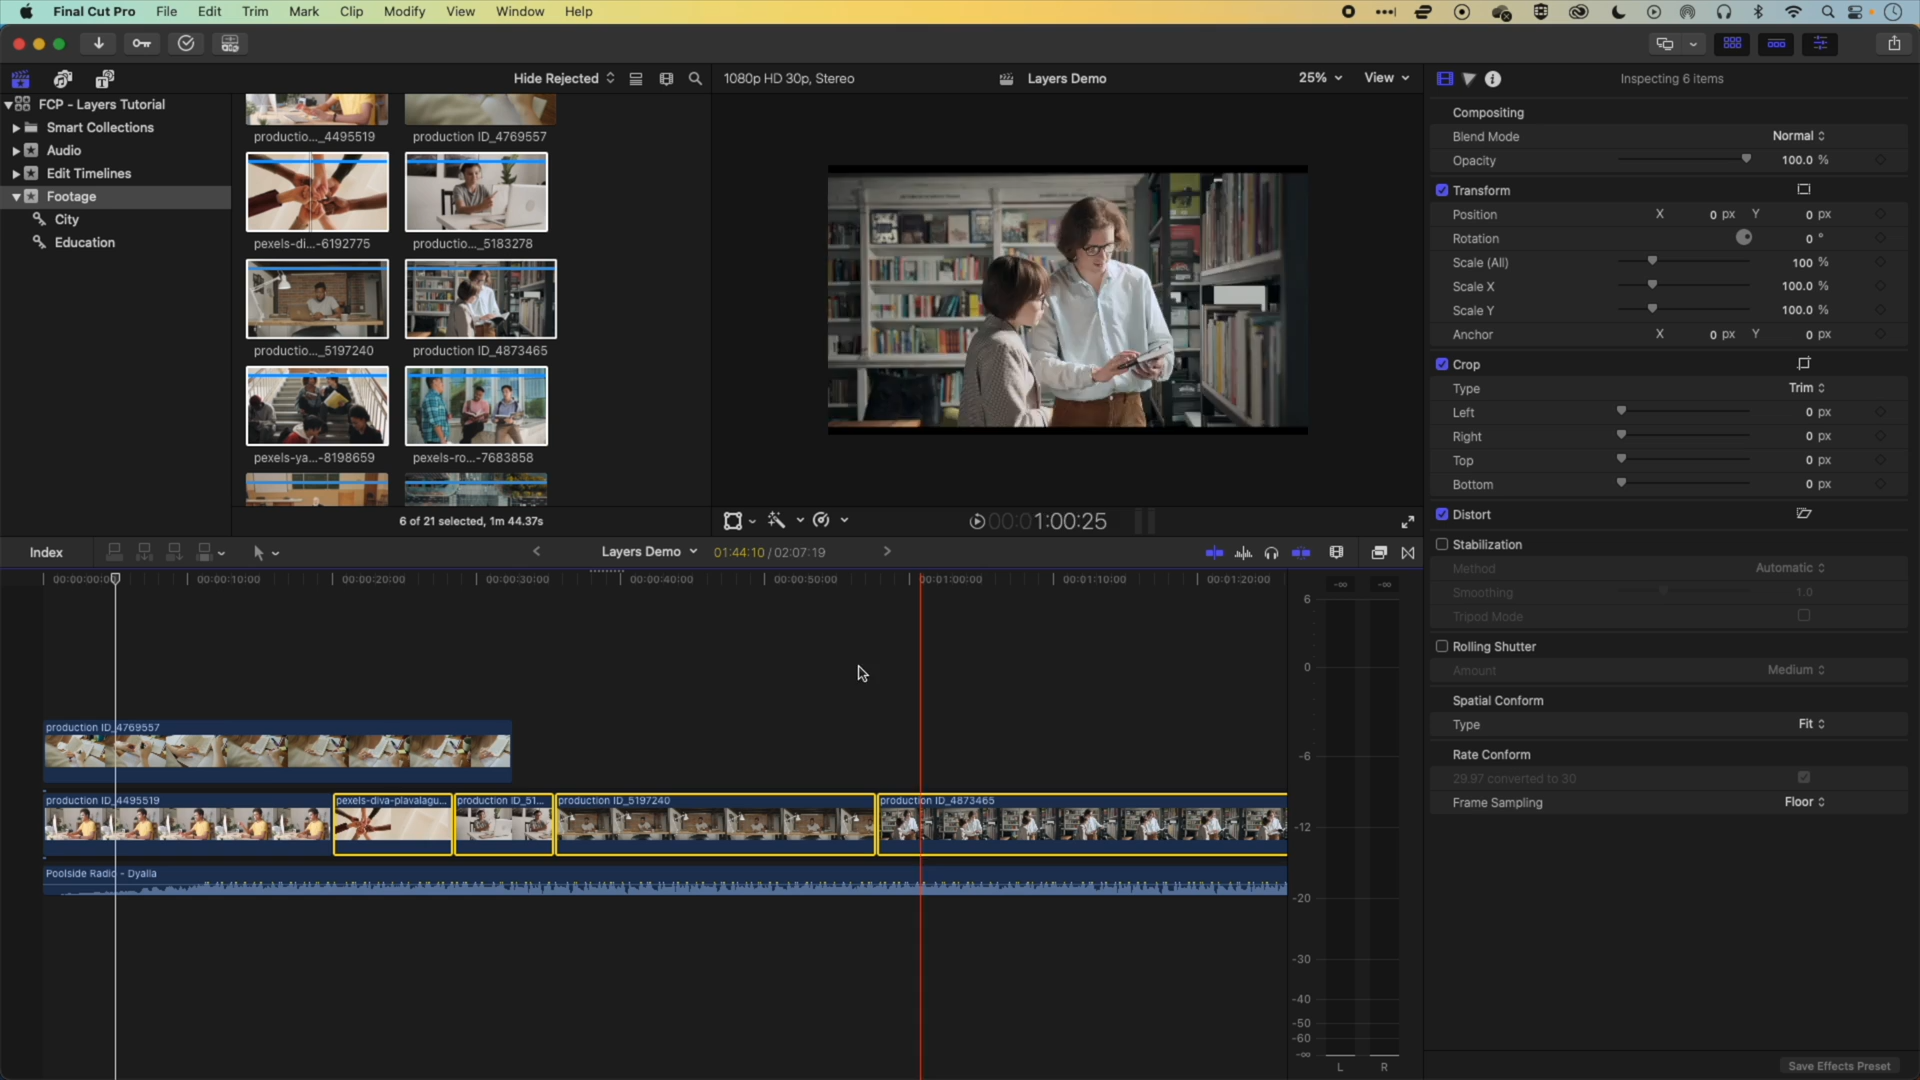 Final Cut Pro File Edit Trim Mark Clip Modify View Window Help
Hide Rejected
1080p HD 30p, Stereo
Layers Demo
25%
View
Inspecting 6 items
FCP - Layers Tutorial
Smart Collections
Audio
Edit Timelines
Footage
City
Education
productio..._4495519
production ID_4769557
pexels-di...-6192775
productio..._5183278
productio..._5197240
production ID_4873465
pexels-ya...-8198659
pexels-ro...-7683858
6 of 21 selected, 1m 44.37s
00:01:00:25
Compositing
Blend Mode Normal
Opacity 100.0 %
Transform
Position X 0 px Y 0 px
Rotation 0 °
Scale (All) 100 %
Scale X 100.0 %
Scale Y 100.0 %
Anchor X 0 px Y 0 px
Crop
Type Trim
Left 0 px
Right 0 px
Top 0 px
Bottom 0 px
Distort
Stabilization
Method Automatic
Smoothing 1.0
Tripod Mode
Rolling Shutter
Amount Medium
Spatial Conform
Type Fit
Rate Conform
29.97 converted to 30
Frame Sampling Floor
Save Effects Preset
Index
Layers Demo
01:44:10 / 02:07:19
00:00:00:0 00:00:10:00 00:00:20:00 00:00:30:00 00:00:40:00 00:00:50:00 00:01:00:00 00:01:10:00 00:01:20:00
production ID_4769557
production ID_4495519
pexels-diva-plavalagu...
production ID_51...
production ID_5197240
production ID_4873465
Poolside Radio - Dyalla
-∞ -∞
6
0
-6
-12
-20
-30
-40
-50
-60
-∞
L R